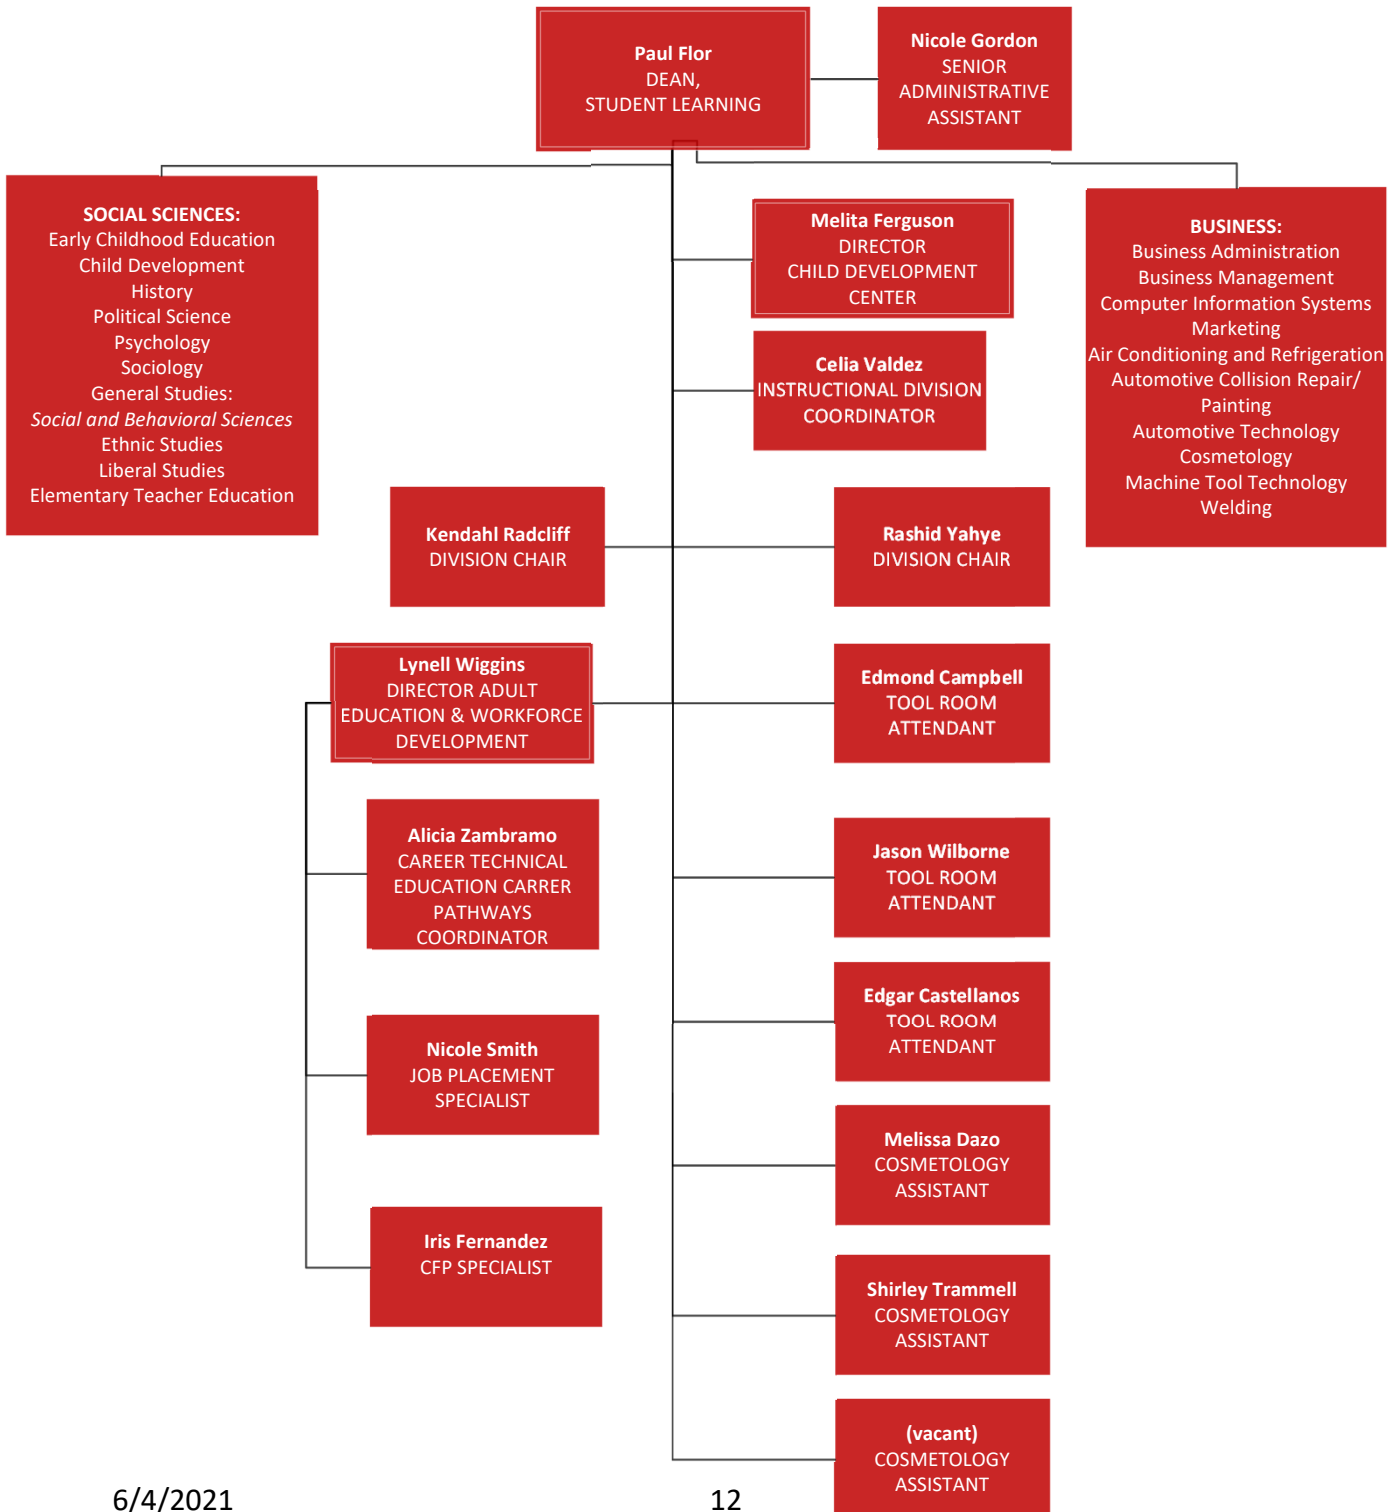 Paul Flor
DEAN,
STUDENT LEARNING
Nicole Gordon
SENIOR
ADMINISTRATIVE
ASSISTANT
SOCIAL SCIENCES:
Early Childhood Education
Child Development
History
Political Science
Psychology
Sociology
General Studies:
Social and Behavioral Sciences
Ethnic Studies
Liberal Studies
Elementary Teacher Education
Melita Ferguson
DIRECTOR
CHILD DEVELOPMENT
CENTER
BUSINESS:
Business Administration
Business Management
Computer Information Systems
Marketing
Air Conditioning and Refrigeration
Automotive Collision Repair/
Painting
Automotive Technology
Cosmetology
Machine Tool Technology
Welding
Celia Valdez
INSTRUCTIONAL DIVISION
COORDINATOR
Kendahl Radcliff
DIVISION CHAIR
Rashid Yahye
DIVISION CHAIR
Lynell Wiggins
DIRECTOR ADULT
EDUCATION & WORKFORCE
DEVELOPMENT
Edmond Campbell
TOOL ROOM
ATTENDANT
Alicia Zambramo
CAREER TECHNICAL
EDUCATION CARRER
PATHWAYS
COORDINATOR
Jason Wilborne
TOOL ROOM
ATTENDANT
Edgar Castellanos
TOOL ROOM
ATTENDANT
Nicole Smith
JOB PLACEMENT
SPECIALIST
Melissa Dazo
COSMETOLOGY
ASSISTANT
Iris Fernandez
CFP SPECIALIST
Shirley Trammell
COSMETOLOGY
ASSISTANT
(vacant)
COSMETOLOGY
ASSISTANT
6/4/2021
12